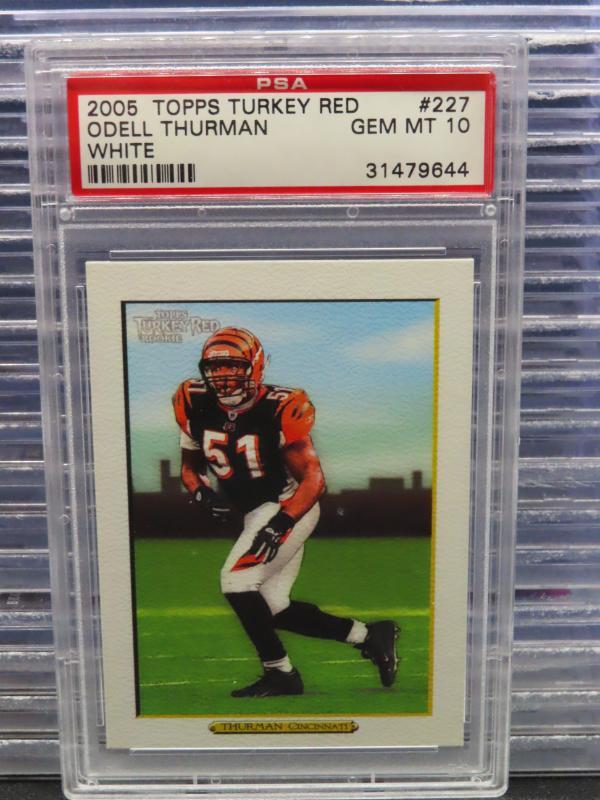 PSA
2005 TOPPS TURKEY RED #227
ODELL THURMAN GEM MT 10
WHITE
31479644
TOPPS
TURKEY RED
ROOKIE
51
51
THURMAN CINCINNATI